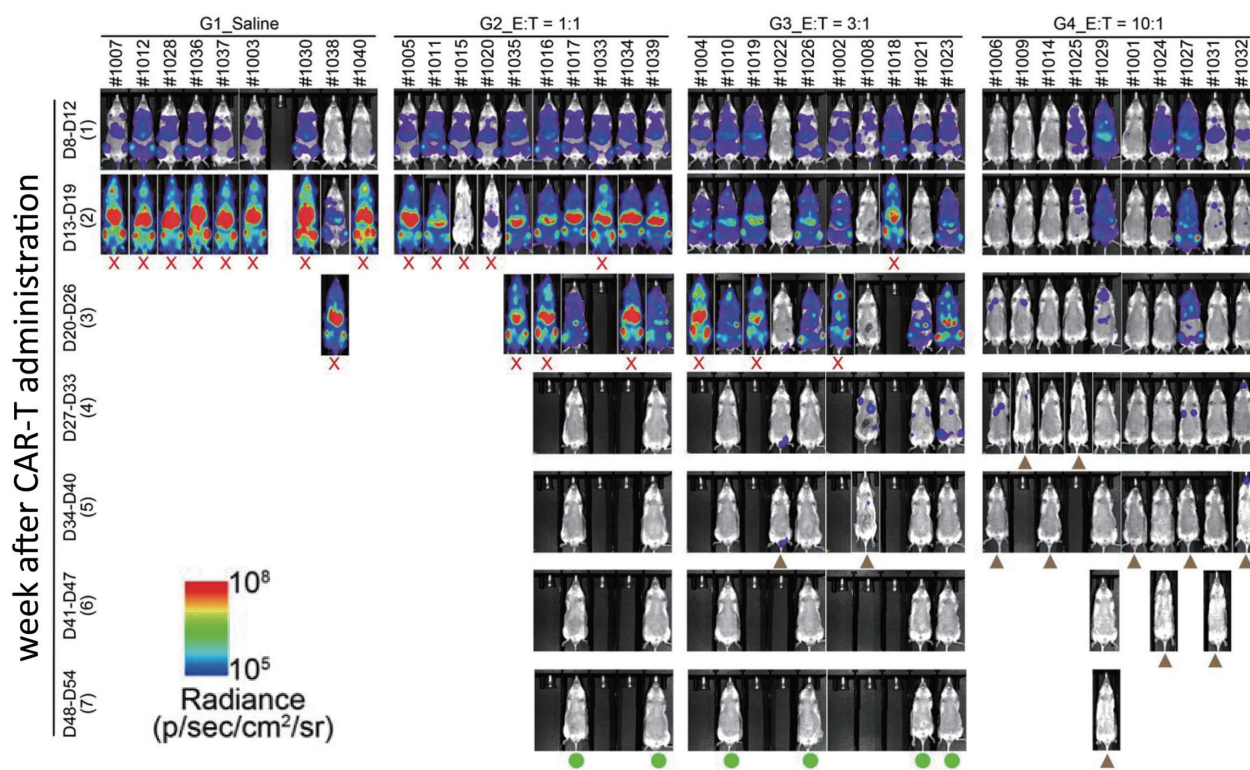 G1_Saline G2_E:T = 1:1 G3_E:T = 3:1 G4_E:T = 10:1
#1007 #1012 #1028 #1036 #1037 #1003 #1030 #1038 #1040 #1005 #1011 #1015 #1020 #1035 #1016 #1017 #1033 #1034 #1039 #1004 #1010 #1019 #1022 #1026 #1002 #1008 #1018 #1021 #1023 #1006 #1009 #1014 #1025 #1029 #1001 #1024 #1027 #1031 #1032
week after CAR-T administration
D8-D12
(1)
D13-D19
(2)
X X X X X X X X X X X X X X
D20-D26
(3)
X X X X X X X
D27-D33
(4)
D34-D40
(5)
D41-D47
(6)
D48-D54
(7)
10⁸
10⁵
Radiance
(p/sec/cm²/sr)